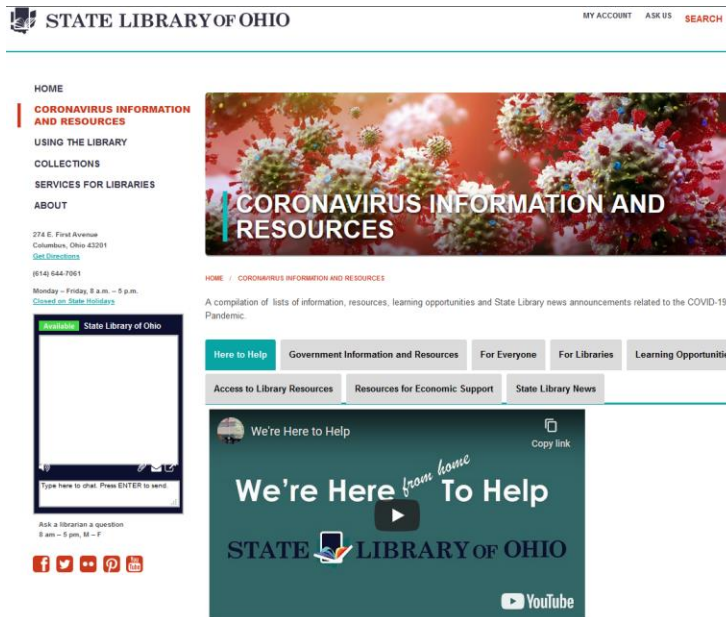 STATE LIBRARY OF OHIO
MY ACCOUNT ASK US SEARCH
HOME
CORONAVIRUS INFORMATION
AND RESOURCES
USING THE LIBRARY
COLLECTIONS
SERVICES FOR LIBRARIES
ABOUT
274 E. First Avenue
Columbus, Ohio 43201
Get Directions
(614) 644-7061
Monday – Friday, 8 a.m. – 5 p.m.
Closed on State Holidays
Available State Library of Ohio
Type here to chat. Press ENTER to send.
Ask a librarian a question
8 am – 5 pm, M – F
You
Tube
CORONAVIRUS INFORMATION AND
RESOURCES
HOME / CORONAVIRUS INFORMATION AND RESOURCES
A compilation of lists of information, resources, learning opportunities and State Library news announcements related to the COVID-19
Pandemic.
Here to Help Government Information and Resources For Everyone For Libraries Learning Opportunitie
Access to Library Resources Resources for Economic Support State Library News
We're Here to Help
Copy link
We're Here from home To Help
STATE LIBRARY OF OHIO
YouTube